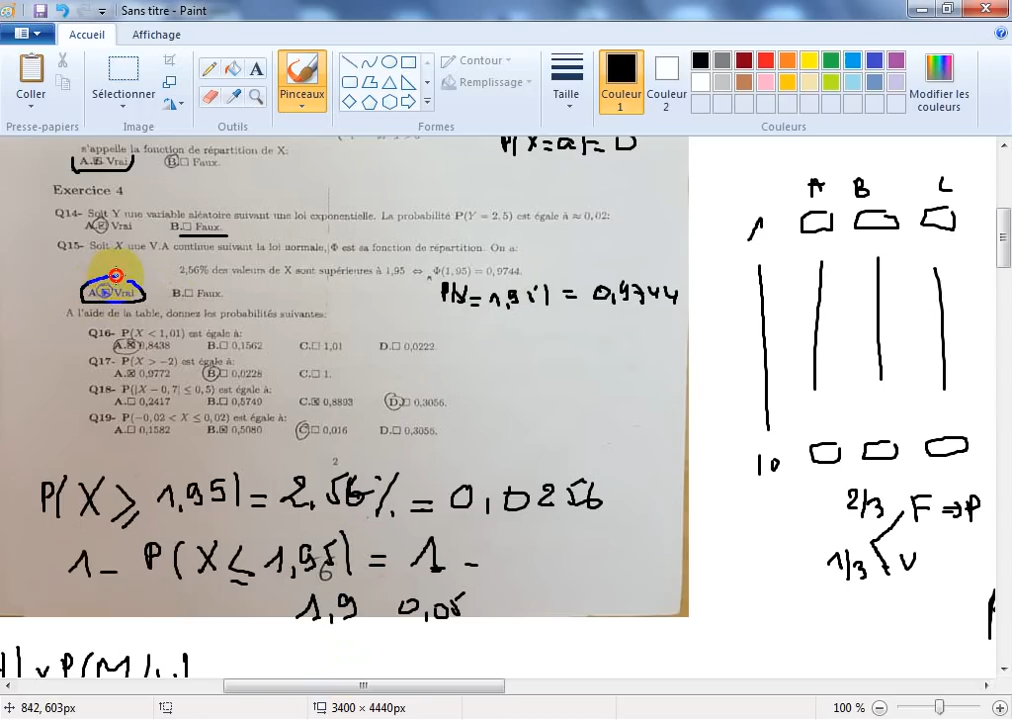 Sans titre - Paint
Accueil
Affichage
Coller
Sélectionner
Pinceaux
Contour
Remplissage
Taille
Couleur 1
Couleur 2
Modifier les couleurs
Presse-papiers
Image
Outils
Formes
Couleurs
s'appelle la fonction de répartition de X:
A. Vrai B. Faux.
P(X=a)=0
Exercice 4
Q14- Soit Y une variable aléatoire suivant une loi exponentielle. La probabilité P(Y = 2,5) est égale à ≈ 0,02:
A. Vrai B. Faux.
Q15- Soit X une V.A continue suivant la loi normale, Φ est sa fonction de répartition. On a:
2,56% des valeurs de X sont supérieures à 1,95 ⇔ Φ(1,95) = 0,9744.
A. Vrai B. Faux.
= 0,9744
A l'aide de la table, donnez les probabilités suivantes:
Q16- P(X < 1,01) est égale à:
A. 0,8438 B. 0,1562 C. 1,01 D. 0,0222
Q17- P(X > −2) est égale à:
A. 0,9772 B. 0,0228 C. 1.
Q18- P(|X − 0,7| ≤ 0,5) est égale à:
A. 0,2417 B. 0,5749 C. 0,8893 D. 0,3056.
Q19- P(−0,02 < X ≤ 0,02) est égale à:
A. 0,1582 B. 0,5080 C. 0,016 D. 0,3056.
2
P(X ≥ 1,95) = 2,56% = 0,0256
1 - P(X ≤ 1,95) = 1 -
6
1,9 0,05
A B C
1
10
2/3 F ⇒ P
1/3 V
842, 603px
3400 × 4440px
100 %